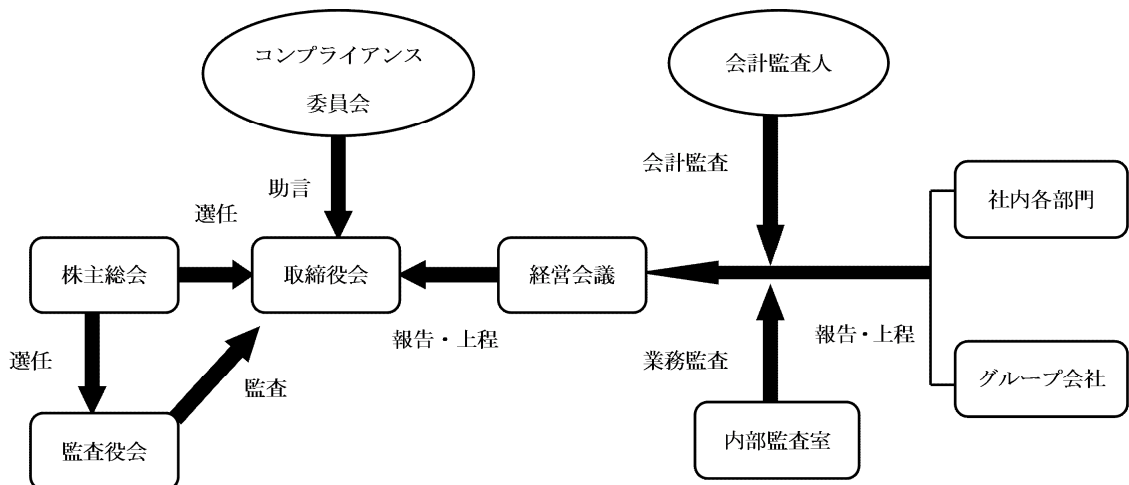 コンプライアンス
委員会
会計監査人
助言
会計監査
選任
社内各部門
株主総会
取締役会
経営会議
報告・上程
報告・上程
選任
監査
業務監査
グループ会社
監査役会
内部監査室